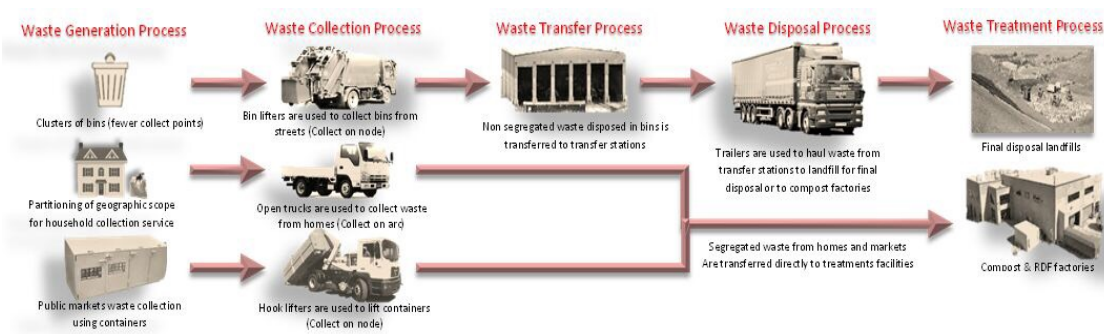 Waste Generation Process
Waste Collection Process
Waste Transfer Process
Waste Disposal Process
Waste Treatment Process
Clusters of bins (fewer collect points)
Bin lifters are used to collect bins from
streets (Collect on node)
Non segregated waste disposed in bins is
transferred to transfer stations
Trailers are used to haul waste from
transfer stations to landfill for final
disposal or to compost factories
Final disposal landfills
Partitioning of geographic scope
for household collection service
Open trucks are used to collect waste
from homes (Collect on arc)
Segregated waste from homes and markets
Are transferred directly to treatments facilities
Compost & RDF factories
Public markets waste collection
using containers
Hook lifters are used to lift containers
(Collect on node)